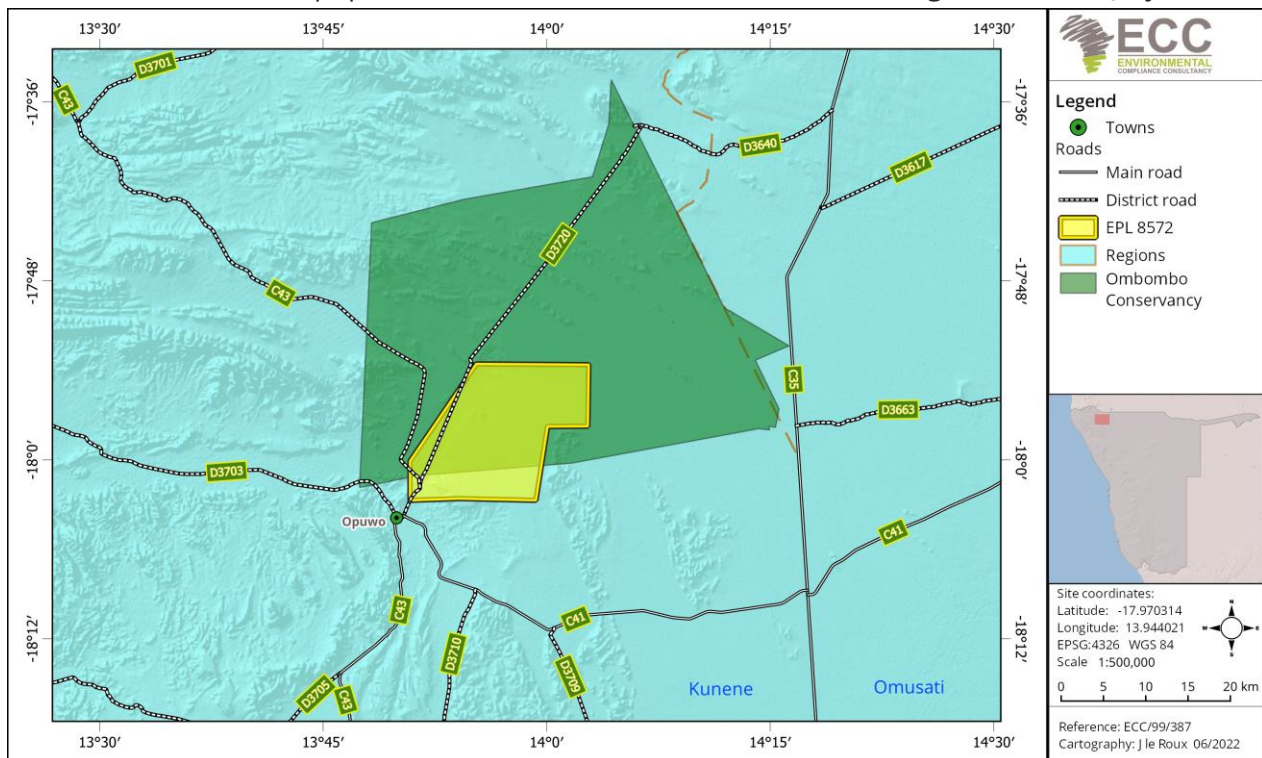 13°30′
13°45′
14°0′
14°15′
14°30′
-17°36′
-17°36′
-17°48′
-17°48′
-18°0′
-18°0′
-18°12′
-18°12′
D3701
C43
D3640
D3617
D3720
C43
C35
D3663
D3703
Opuwo
C41
C41
C43
D3710
D3709
D3705
C43
Kunene
Omusati
13°30′
13°45′
14°0′
14°15′
14°30′
ECC
ENVIRONMENTAL
COMPLIANCE CONSULTANCY
Legend
Towns
Roads
Main road
District road
EPL 8572
Regions
Ombombo
Conservancy
Site coordinates:
Latitude: -17.970314
Longitude: 13.944021
EPSG:4326 WGS 84
Scale 1:500,000
N
W
E
S
0 5 10 15 20 km
Reference: ECC/99/387
Cartography: J le Roux 06/2022